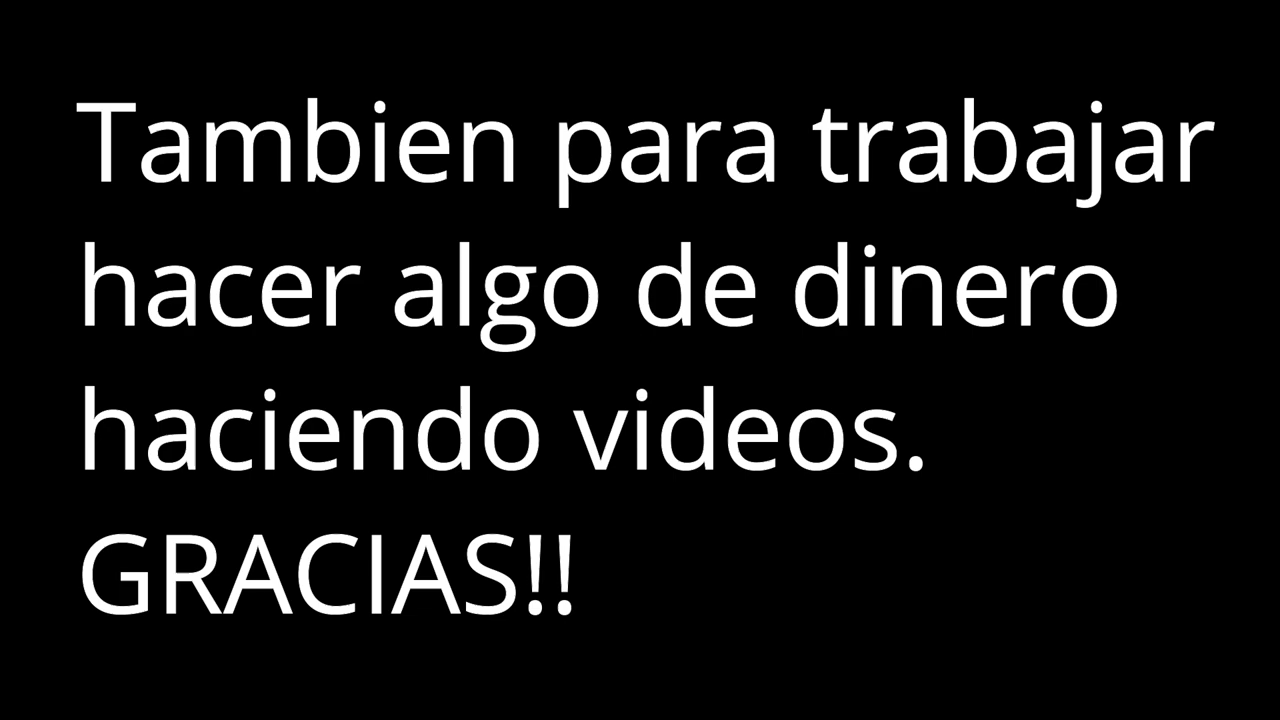 Tambien para trabajar
hacer algo de dinero
haciendo videos.
GRACIAS!!